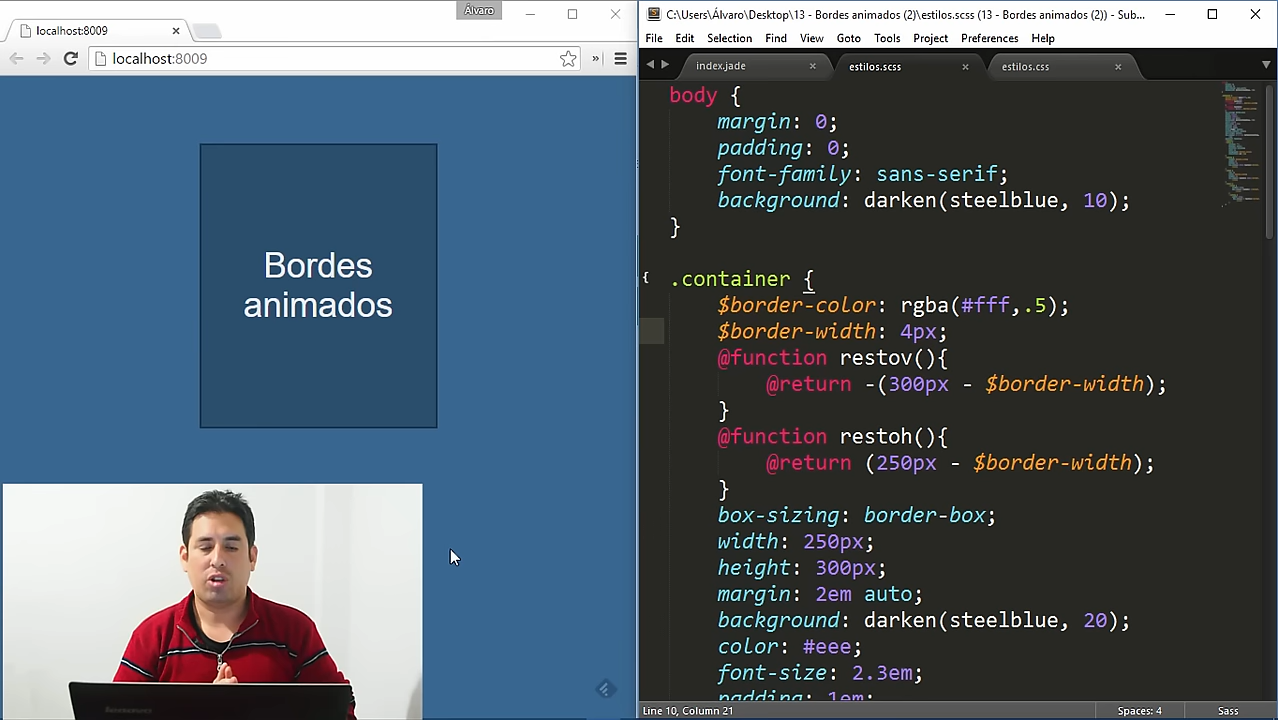 Álvaro
localhost:8009
localhost:8009
Bordes
animados
C:\Users\Álvaro\Desktop\13 - Bordes animados (2)\estilos.scss (13 - Bordes animados (2)) - Sub...
File Edit Selection Find View Goto Tools Project Preferences Help
index.jade estilos.scss estilos.css
body {
margin: 0;
padding: 0;
font-family: sans-serif;
background: darken(steelblue, 10);
}
.container {
$border-color: rgba(#fff,.5);
$border-width: 4px;
@function restov(){
@return -(300px - $border-width);
}
@function restoh(){
@return (250px - $border-width);
}
box-sizing: border-box;
width: 250px;
height: 300px;
margin: 2em auto;
background: darken(steelblue, 20);
color: #eee;
font-size: 2.3em;
padding: 1em;
Line 10, Column 21 Spaces: 4 Sass